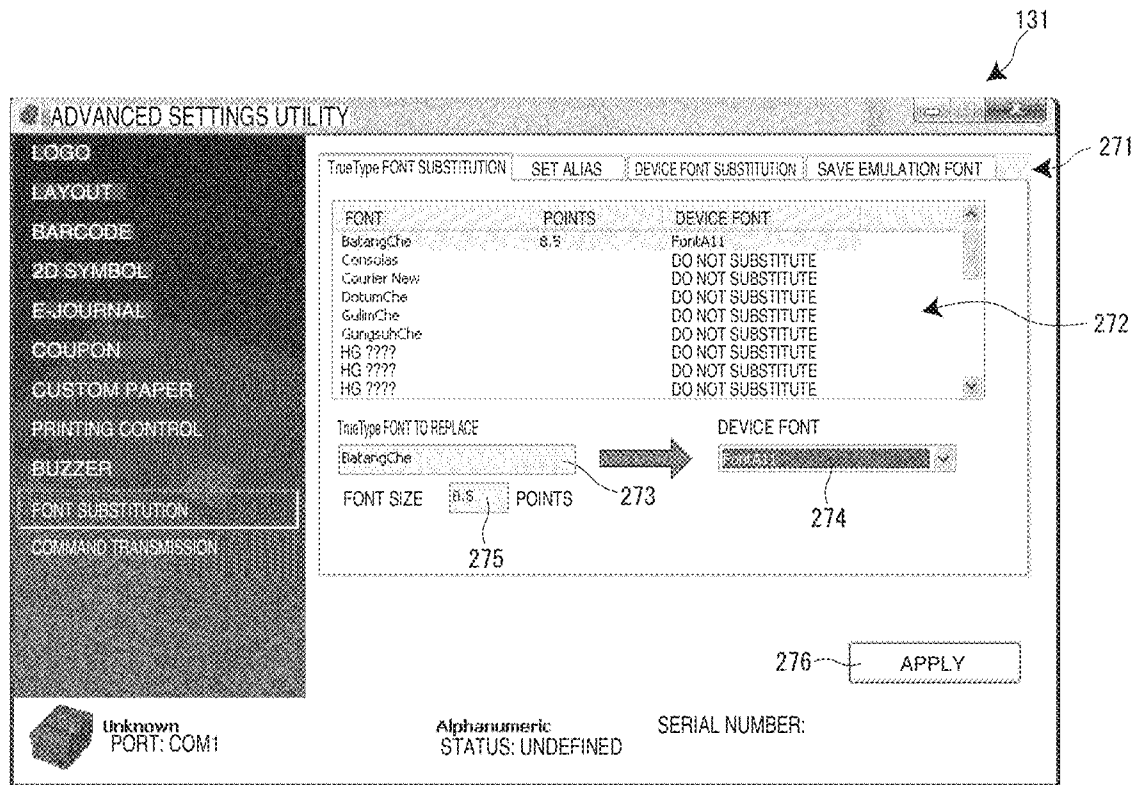 131
ADVANCED SETTINGS UTILITY
LOGO
LAYOUT
BARCODE
2D SYMBOL
E-JOURNAL
COUPON
CUSTOM PAPER
PRINTING CONTROL
BUZZER
FONT SUBSTITUTION
COMMAND TRANSMISSION
TrueType FONT SUBSTITUTION SET ALIAS DEVICE FONT SUBSTITUTION SAVE EMULATION FONT 271
FONT POINTS DEVICE FONT
BatangChe 8.5 FontA11
Consolas DO NOT SUBSTITUTE
Courier New DO NOT SUBSTITUTE
DotumChe DO NOT SUBSTITUTE
GulimChe DO NOT SUBSTITUTE
GungsuhChe DO NOT SUBSTITUTE
HG ???? DO NOT SUBSTITUTE
HG ???? DO NOT SUBSTITUTE
HG ???? DO NOT SUBSTITUTE
272
TrueType FONT TO REPLACE DEVICE FONT
BatangChe FontA11
273 274
FONT SIZE 8.5 POINTS
275
276 APPLY
Unknown
PORT: COM1
Alphanumeric
STATUS: UNDEFINED
SERIAL NUMBER: